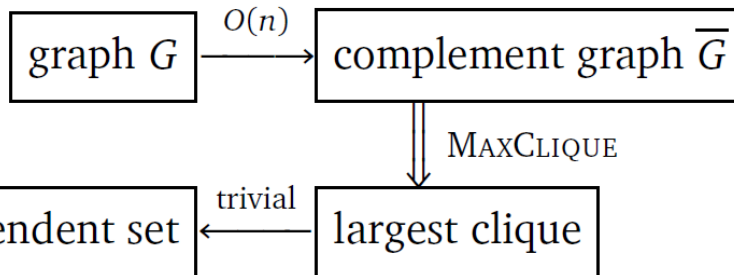 O(n)
graph G
complement graph G̅
MAXCLIQUE
trivial
endent set
largest clique